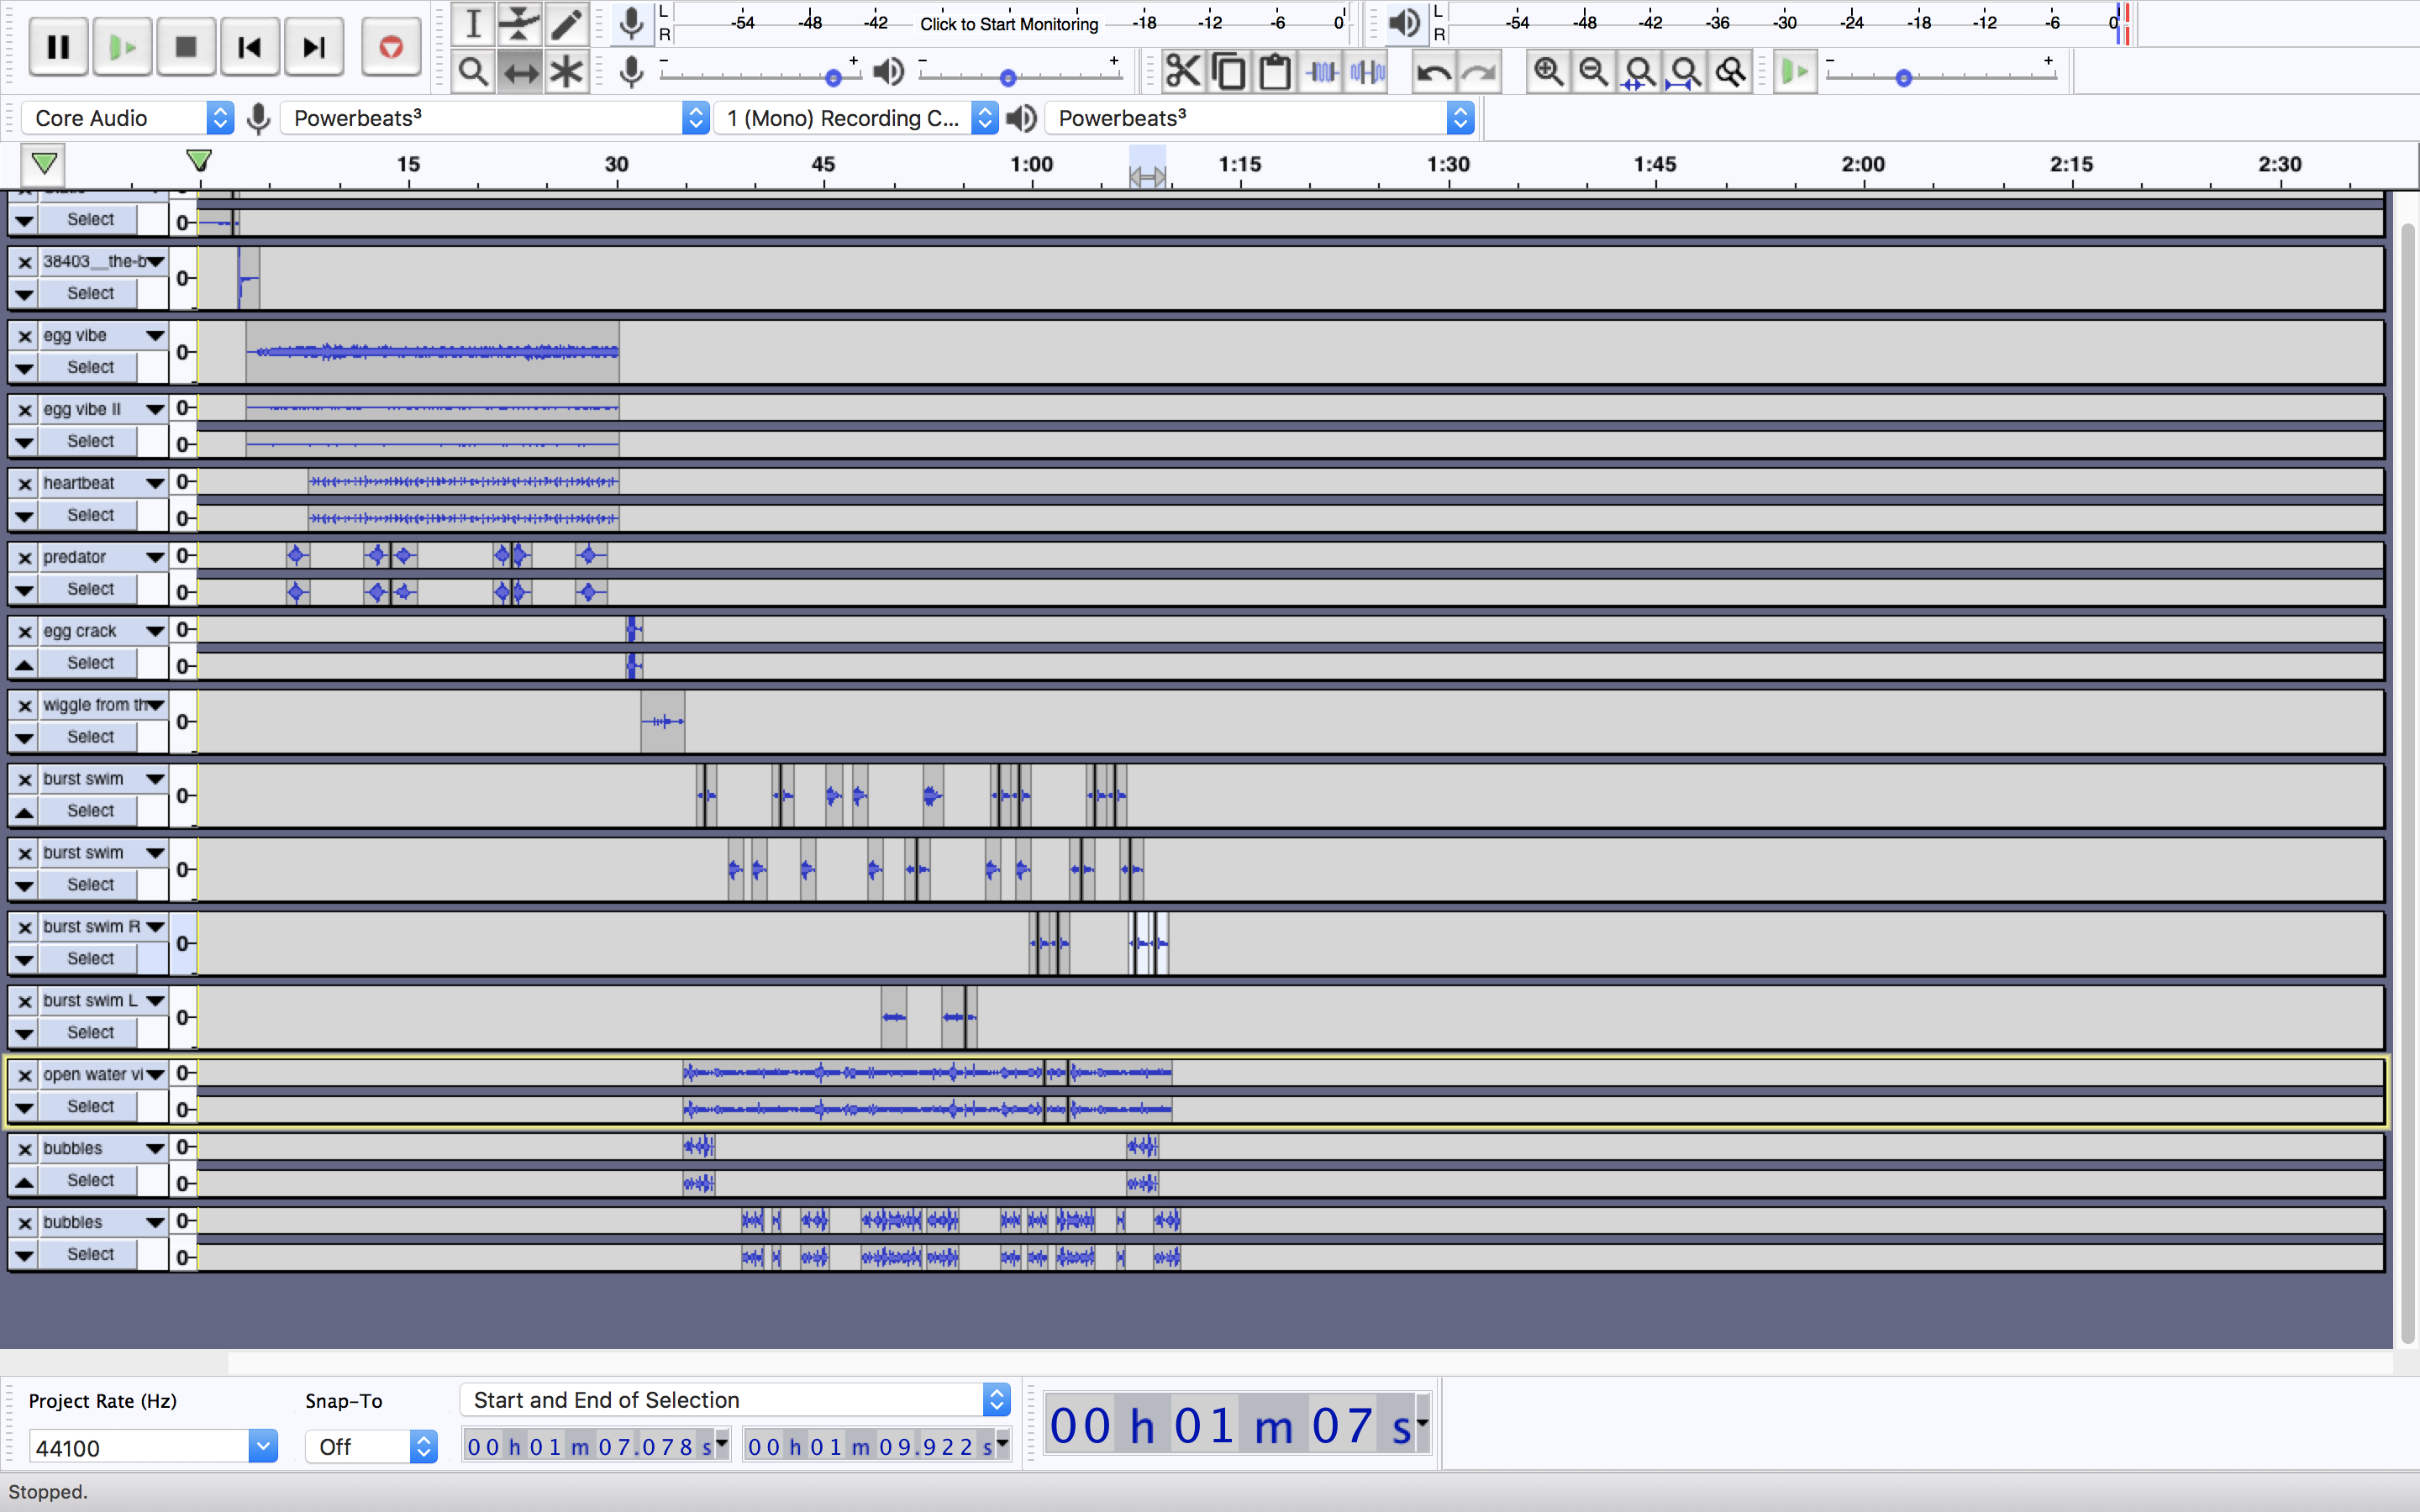 L
R
-54 -48 -42 Click to Start Monitoring -18 -12 -6 0
L
R
-54 -48 -42 -36 -30 -24 -18 -12 -6 0
- +
- +
- +
Core Audio
Powerbeats³
1 (Mono) Recording C...
Powerbeats³
15 30 45 1:00 1:15 1:30 1:45 2:00 2:15 2:30
Select 0
38403__the-b 0
Select
egg vibe 0
Select
egg vibe II 0
Select 0
heartbeat 0
Select 0
predator 0
Select 0
egg crack 0
Select 0
wiggle from th 0
Select
burst swim 0
Select
burst swim 0
Select
burst swim R 0
Select
burst swim L 0
Select
open water vi 0
Select 0
bubbles 0
Select 0
bubbles 0
Select 0
Project Rate (Hz) Snap-To Start and End of Selection
44100 Off 00 h 01 m 07.078 s 00 h 01 m 09.922 s
00 h 01 m 07 s
Stopped.